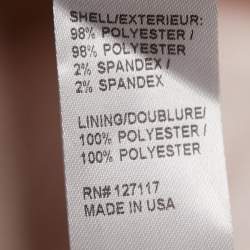 SHELL/EXTERIEUR:
98% POLYESTER /
98% POLYESTER
2% SPANDEX /
2% SPANDEX
LINING/DOUBLURE/
100% POLYESTER /
100% POLYESTER
RN# 127117
MADE IN USA